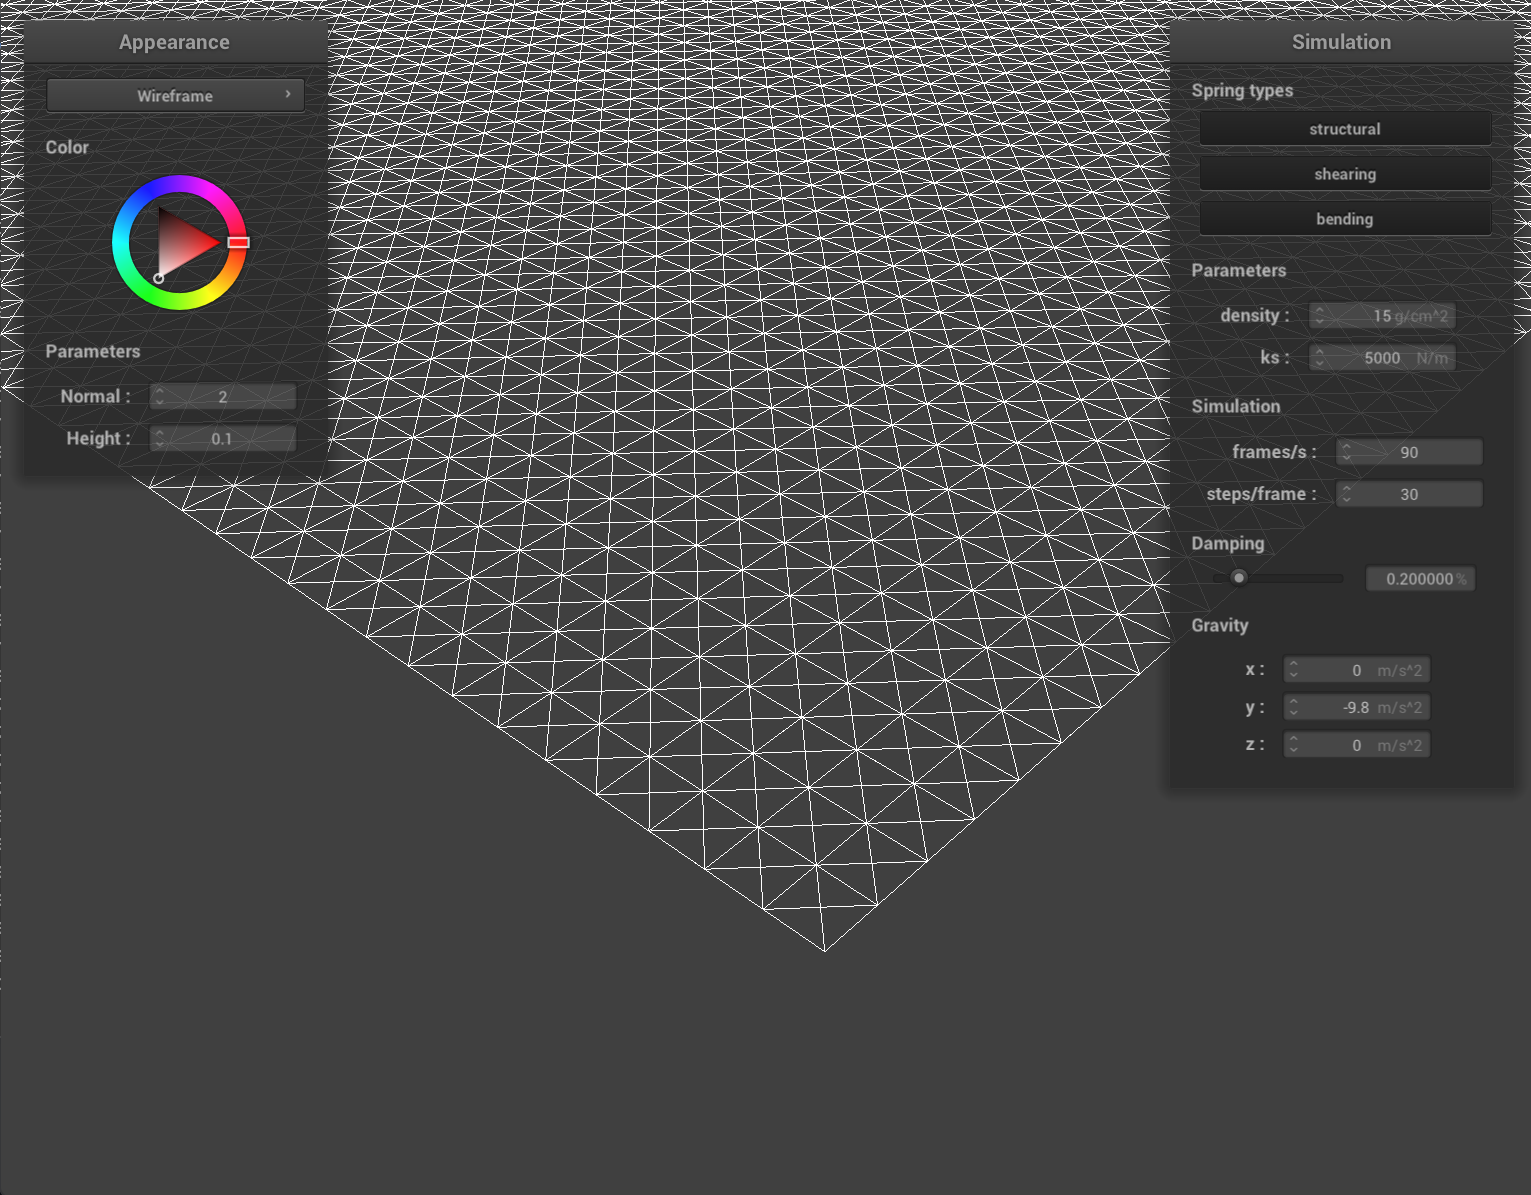 Appearance
Wireframe
Color
Parameters
Normal : 2
Height : 0.1
Simulation
Spring types
structural
shearing
bending
Parameters
density : 15 g/cm^2
ks : 5000 N/m
Simulation
frames/s : 90
steps/frame : 30
Damping
0.200000 %
Gravity
x : 0 m/s^2
y : -9.8 m/s^2
z : 0 m/s^2